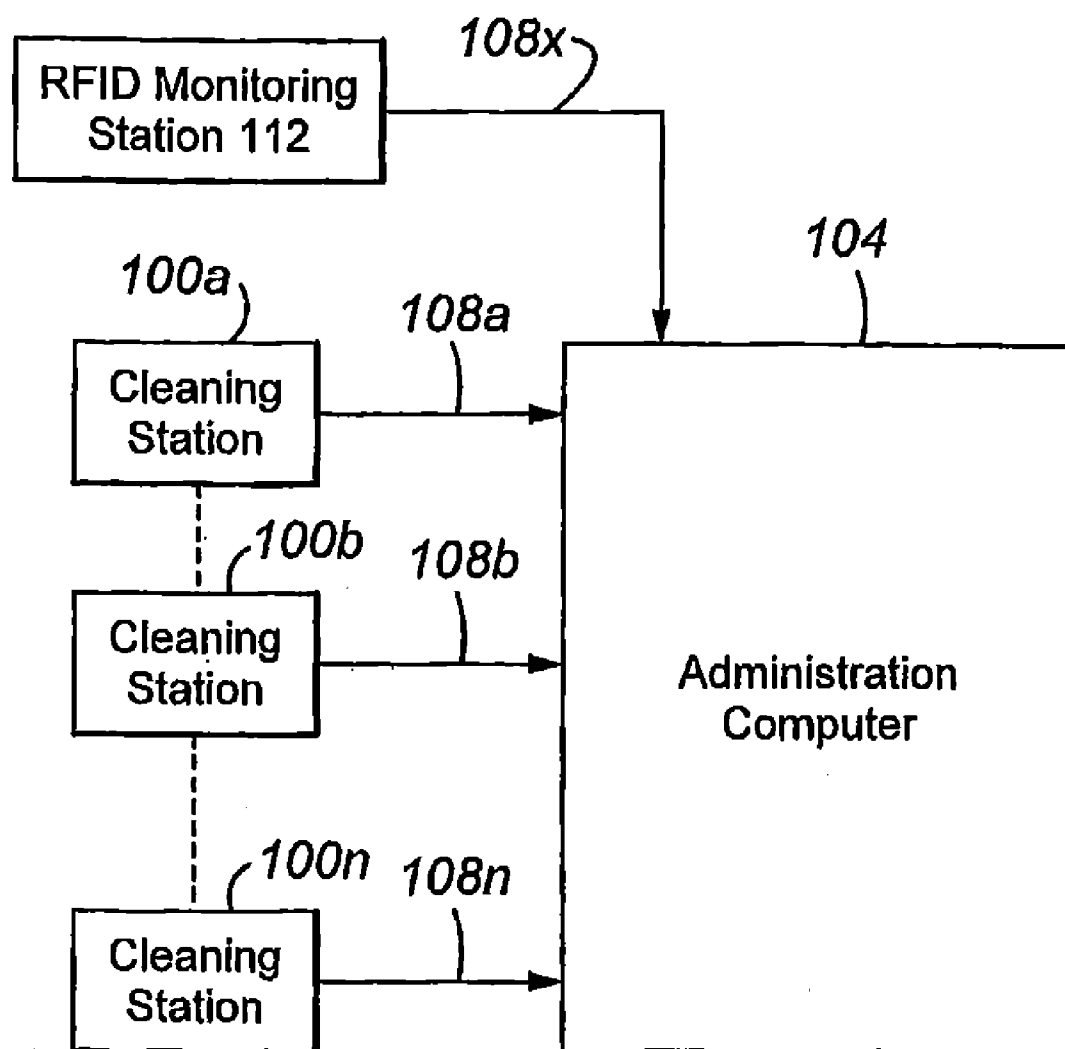 108x
RFID Monitoring
Station 112
104
100a
108a
Cleaning
Station
100b
108b
Cleaning
Station
Administration
Computer
100n
108n
Cleaning
Station